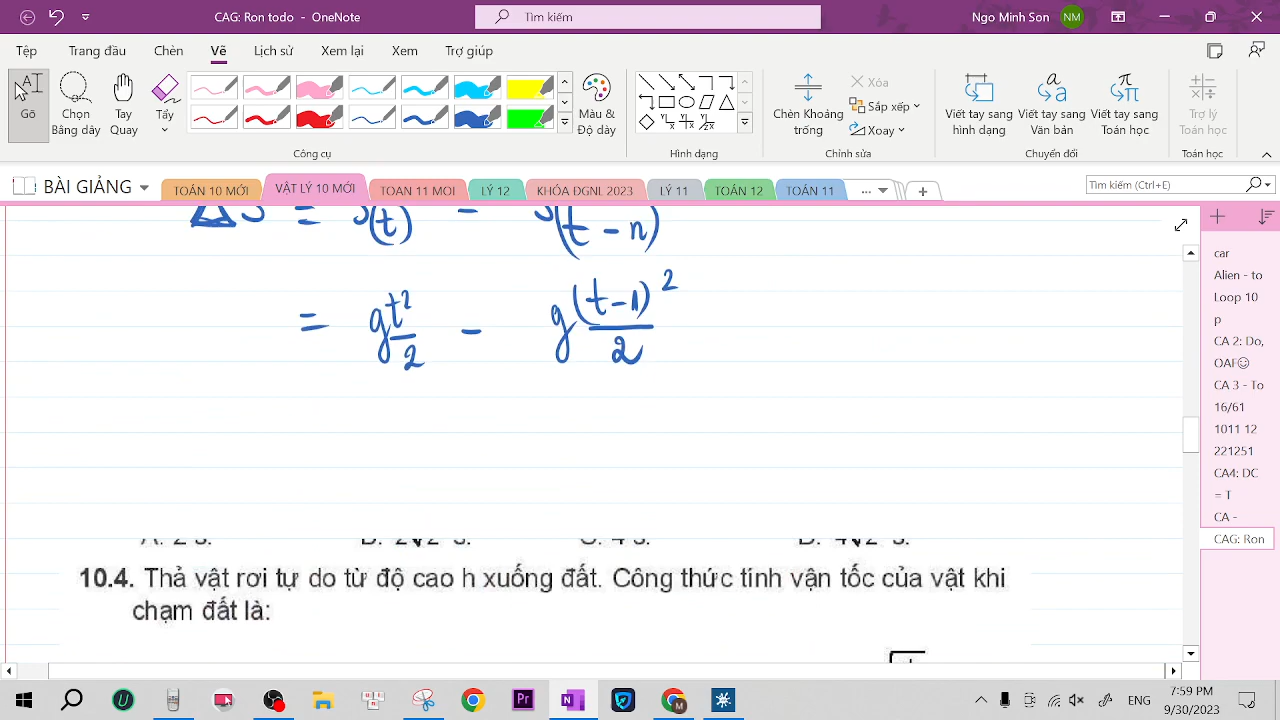 CAG: Ron todo - OneNote
Tìm kiếm
Ngo Minh Son
NM
Tệp Trang đầu Chèn Vẽ Lịch sử Xem lại Xem Trợ giúp
Gõ
Chọn Bằng dây
Tay Quay
Tẩy
Màu & Độ dày
Chèn Khoảng trống
Xóa
Sắp xếp
Xoay
Viết tay sang hình dạng
Viết tay sang Văn bản
Viết tay sang Toán học
Trợ lý Toán học
Công cụ Hình dạng Chỉnh sửa Chuyển đổi Toán học
BÀI GIẢNG TOÁN 10 MỚI VẬT LÝ 10 MỚI TOAN 11 MOI LÝ 12 KHÓA ĐGNL 2023 LÝ 11 TOÁN 12 TOÁN 11 ...
Tìm kiếm (Ctrl+E)
ΔS = S(t) - S(t - n)
= gt²/2 - g(t-n)²/2
A. 2 s. B. 2√2 s. C. 4 s. D. 4√2 s.
10.4. Thả vật rơi tự do từ độ cao h xuống đất. Công thức tính vận tốc của vật khi
chạm đất là:
car
Alien - to
Loop 10
p
CA 2: Do,
OAF☺
CA 3 - To
16/61
1011 12
221251
CA4: DC
= T
CA -
CAG: Ron
ENG
7:59 PM
9/30/2023